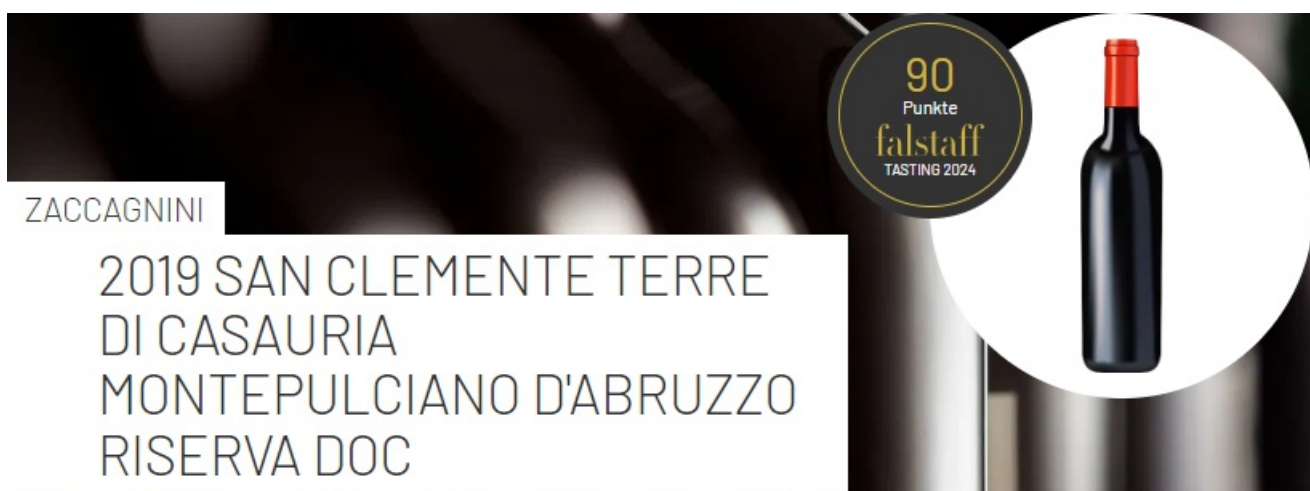 90
Punkte
falstaff
TASTING 2024
ZACCAGNINI
2019 SAN CLEMENTE TERRE
DI CASAURIA
MONTEPULCIANO D'ABRUZZO
RISERVA DOC